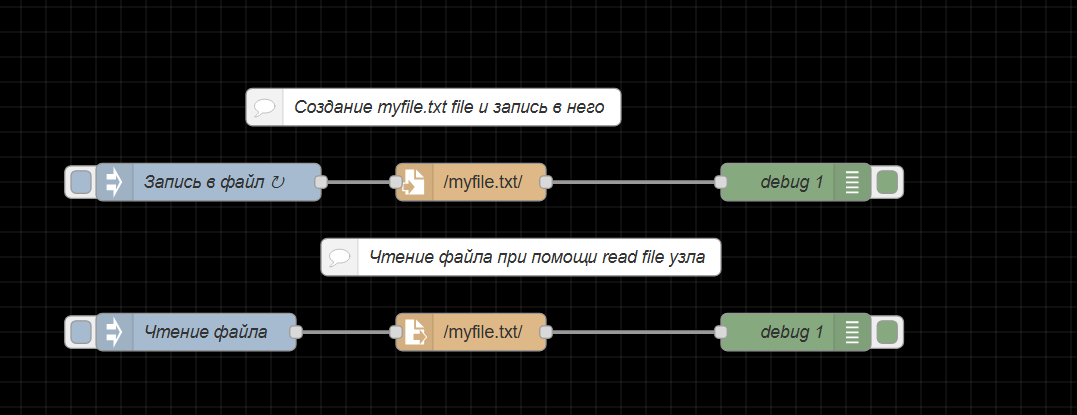 Создание myfile.txt file и запись в него
Запись в файл ↻
/myfile.txt/
debug 1
Чтение файла при помощи read file узла
Чтение файла
/myfile.txt/
debug 1